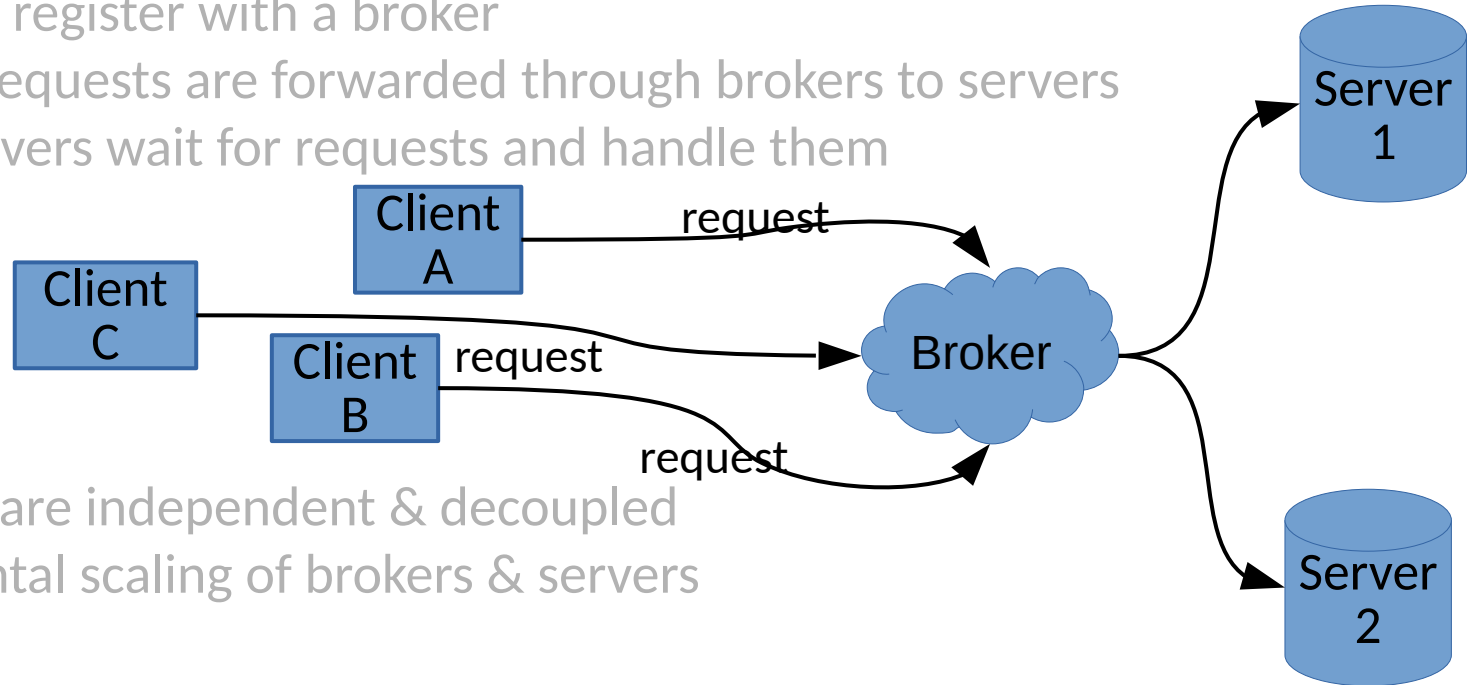 register with a broker
equests are forwarded through brokers to servers
vers wait for requests and handle them
Server
1
Client
A
request
Client
C
Client
B
request
Broker
request
are independent & decoupled
ntal scaling of brokers & servers
Server
2